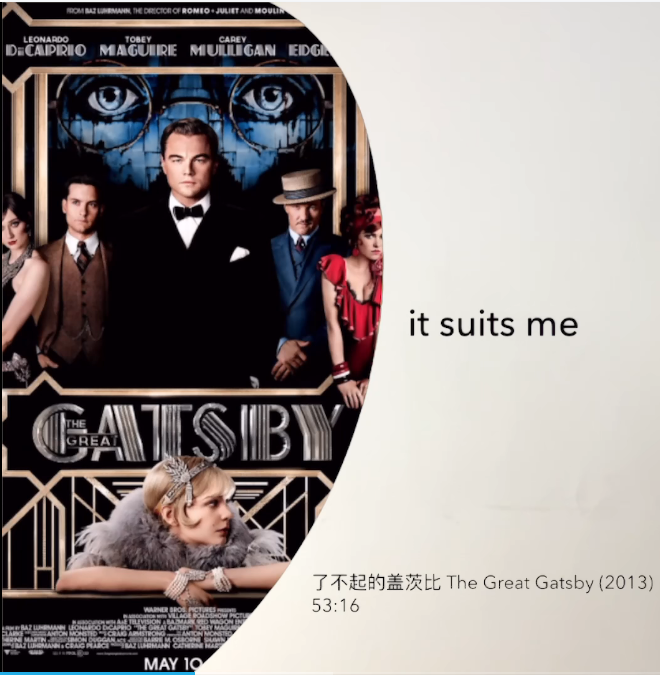 FROM BAZ LUHRMANN, THE DIRECTOR OF ROMEO + JULIET AND MOULIN
LEONARDO DiCAPRIO TOBEY MAGUIRE CAREY MULLIGAN EDGE
it suits me
THE GREAT GATSBY
了不起的盖茨比 The Great Gatsby (2013)
53:16
WARNER BROS. PICTURES PRESENTS
MAY 10